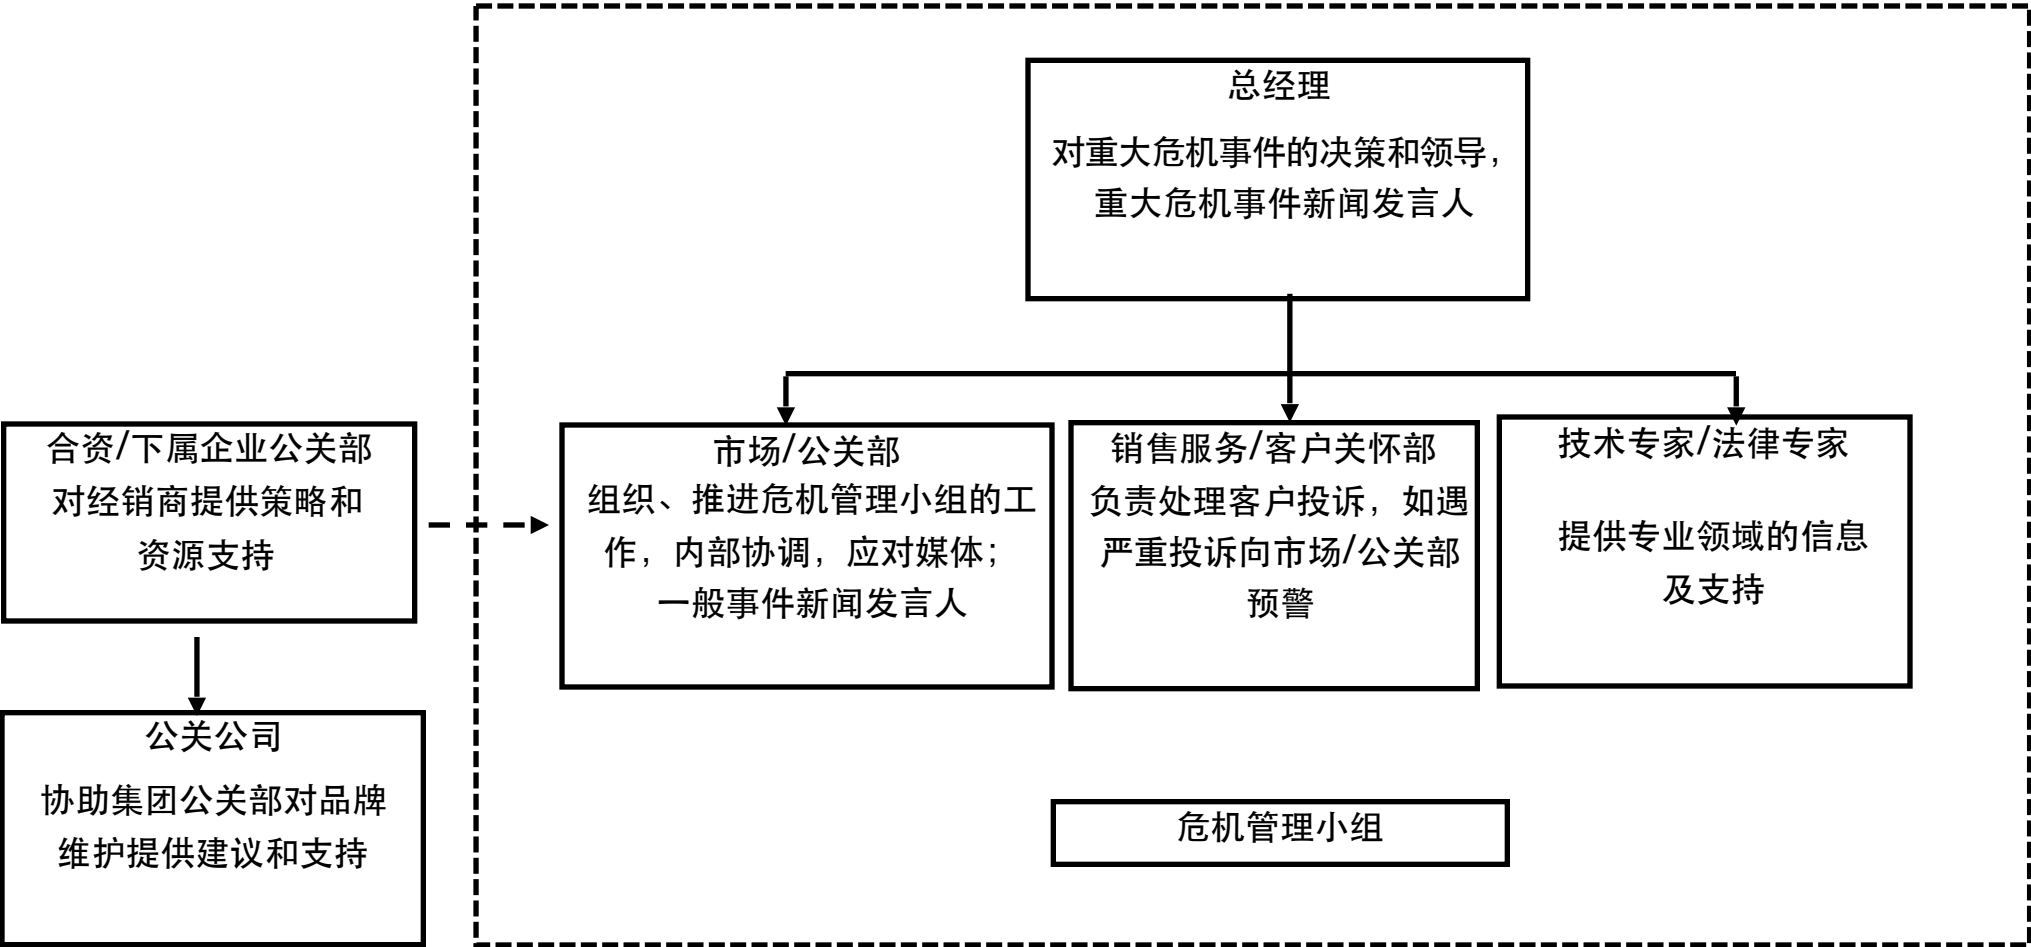 总经理
对重大危机事件的决策和领导，
重大危机事件新闻发言人
合资/下属企业公关部
对经销商提供策略和
资源支持
市场/公关部
组织、推进危机管理小组的工
作，内部协调，应对媒体；
一般事件新闻发言人
销售服务/客户关怀部
负责处理客户投诉，如遇
严重投诉向市场/公关部
预警
技术专家/法律专家
提供专业领域的信息
及支持
公关公司
协助集团公关部对品牌
维护提供建议和支持
危机管理小组